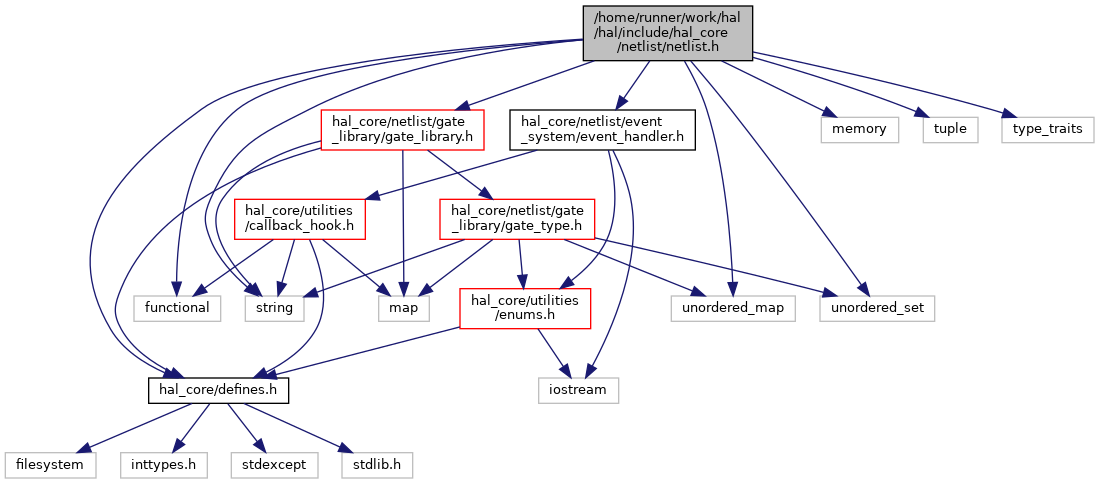 /home/runner/work/hal
/hal/include/hal_core
/netlist/netlist.h
hal_core/netlist/gate
_library/gate_library.h
hal_core/netlist/event
_system/event_handler.h
memory
tuple
type_traits
hal_core/utilities
/callback_hook.h
hal_core/netlist/gate
_library/gate_type.h
functional
string
map
hal_core/utilities
/enums.h
unordered_map
unordered_set
hal_core/defines.h
iostream
filesystem
inttypes.h
stdexcept
stdlib.h